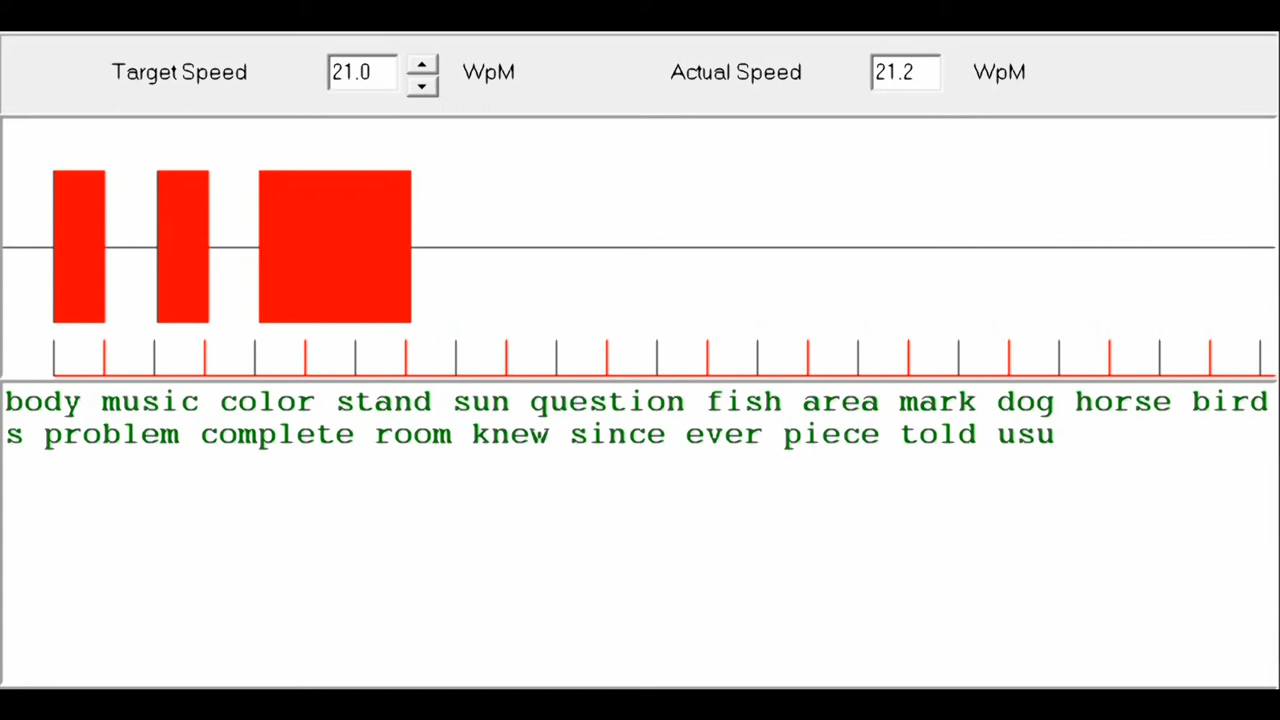 Target Speed 21.0 WpM Actual Speed 21.2 WpM
body music color stand sun question fish area mark dog horse bird
s problem complete room knew since ever piece told usu